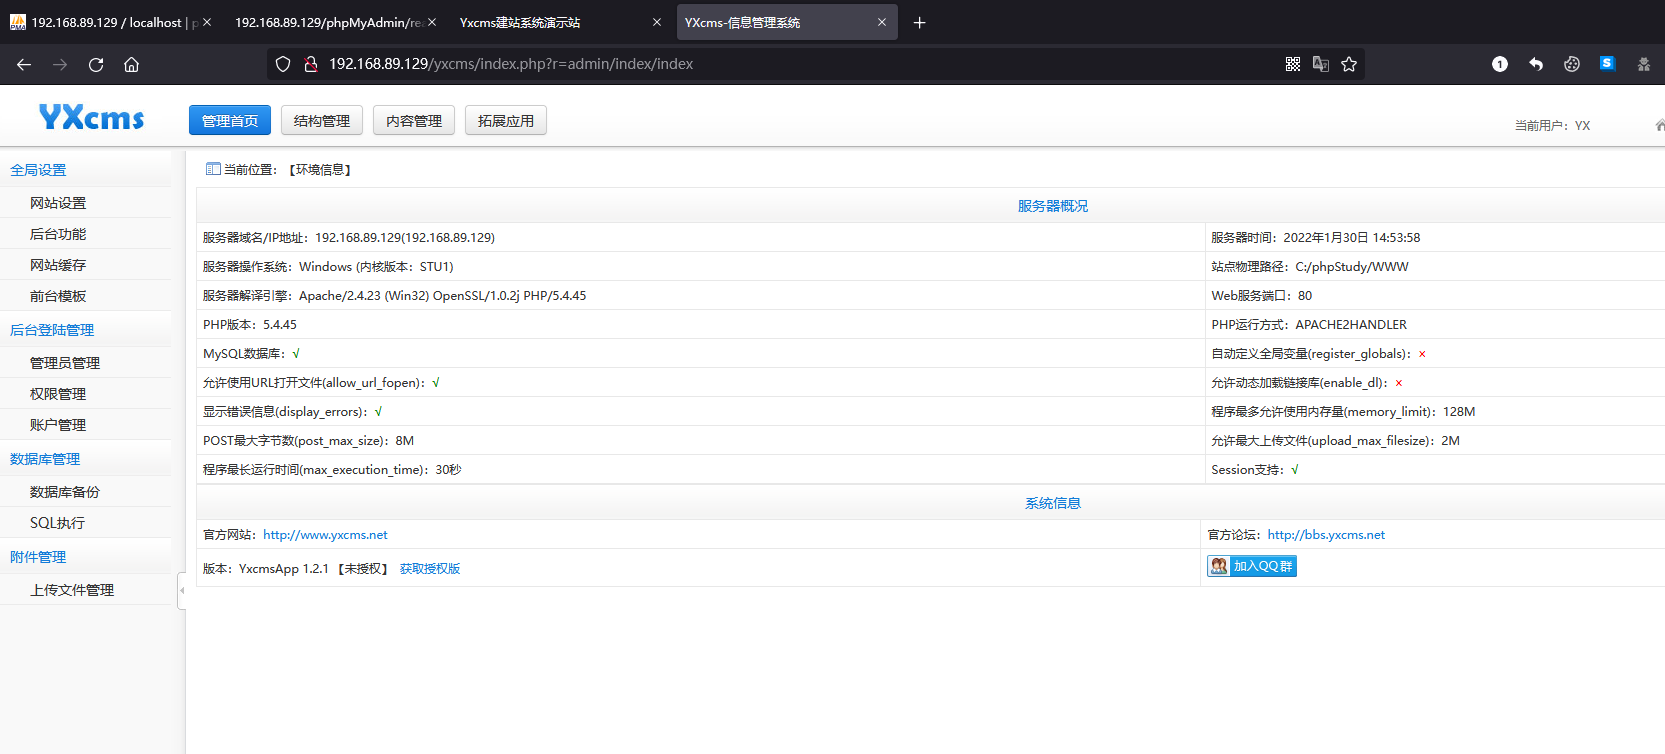 192.168.89.129 / localhost | p
192.168.89.129/phpMyAdmin/rea
Yxcms建站系统演示站
YXcms-信息管理系统
192.168.89.129/yxcms/index.php?r=admin/index/index
YXcms
管理首页
结构管理
内容管理
拓展应用
当前用户：YX
全局设置
网站设置
后台功能
网站缓存
前台模板
后台登陆管理
管理员管理
权限管理
账户管理
数据库管理
数据库备份
SQL执行
附件管理
上传文件管理
当前位置：【环境信息】
服务器概况
服务器域名/IP地址：192.168.89.129(192.168.89.129)
服务器时间：2022年1月30日 14:53:58
服务器操作系统：Windows (内核版本：STU1)
站点物理路径：C:/phpStudy/WWW
服务器解译引擎：Apache/2.4.23 (Win32) OpenSSL/1.0.2j PHP/5.4.45
Web服务端口：80
PHP版本：5.4.45
PHP运行方式：APACHE2HANDLER
MySQL数据库：√
自动定义全局变量(register_globals)：×
允许使用URL打开文件(allow_url_fopen)：√
允许动态加载链接库(enable_dl)：×
显示错误信息(display_errors)：√
程序最多允许使用内存量(memory_limit)：128M
POST最大字节数(post_max_size)：8M
允许最大上传文件(upload_max_filesize)：2M
程序最长运行时间(max_execution_time)：30秒
Session支持：√
系统信息
官方网站：http://www.yxcms.net
官方论坛：http://bbs.yxcms.net
版本：YxcmsApp 1.2.1 【未授权】 获取授权版
加入QQ群